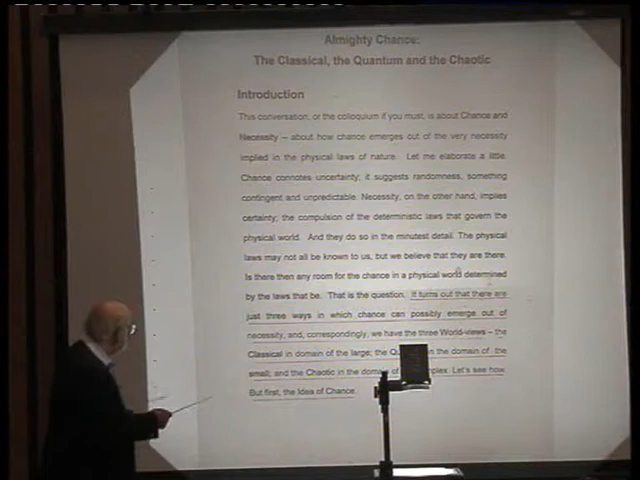 Almighty Chance:
The Classical, the Quantum and the Chaotic
Introduction
This conversation, or the colloquium if you must, is about Chance and
Necessity – about how chance emerges out of the very necessity
implied in the physical laws of nature. Let me elaborate a little.
Chance connotes uncertainty; it suggests randomness, something
contingent and unpredictable. Necessity, on the other hand, implies
certainty; the compulsion of the deterministic laws that govern the
physical world. And they do so in the minutest detail. The physical
laws may not all be known to us, but we believe that they are there.
Is there then any room for the chance in a physical world determined
by the laws that be. That is the question. It turns out that there are
just three ways in which chance can possibly emerge out of
necessity, and, correspondingly, we have the three World-views – the
Classical in domain of the large; the the domain of the
small; and the Chaotic in the domain of Let's see how.
But first, the Idea of Chance.